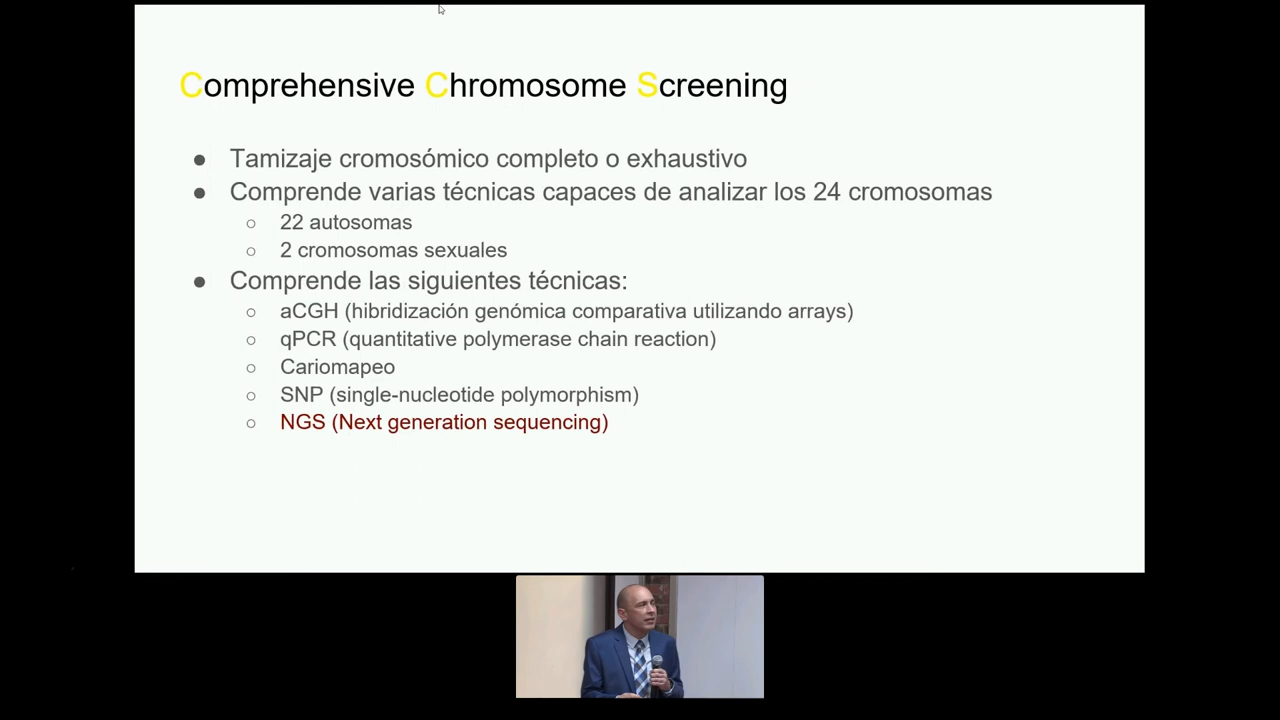 Comprehensive Chromosome Screening
● Tamizaje cromosómico completo o exhaustivo
● Comprende varias técnicas capaces de analizar los 24 cromosomas
○ 22 autosomas
○ 2 cromosomas sexuales
● Comprende las siguientes técnicas:
○ aCGH (hibridización genómica comparativa utilizando arrays)
○ qPCR (quantitative polymerase chain reaction)
○ Cariomapeo
○ SNP (single-nucleotide polymorphism)
○ NGS (Next generation sequencing)